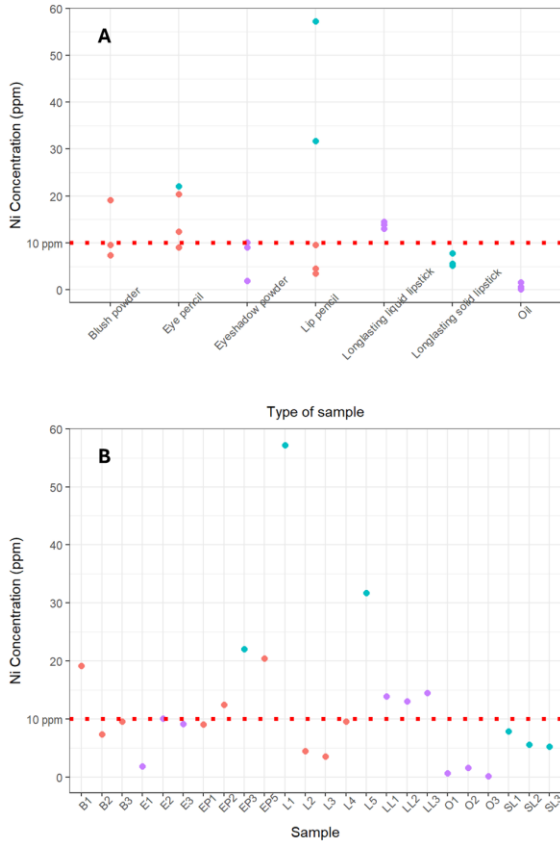 A
Ni Concentration (ppm)
60
50
40
30
20
10 ppm
0
Blush powder
Eye pencil
Eyeshadow powder
Lip pencil
Longlasting liquid lipstick
Longlasting solid lipstick
Oil
Type of sample
B
Ni Concentration (ppm)
60
50
40
30
20
10 ppm
0
B1
B2
B3
E1
E2
E3
EP1
EP2
EP3
EP5
L1
L2
L3
L4
L5
LL1
LL2
LL3
O1
O2
O3
SL1
SL2
SL3
Sample